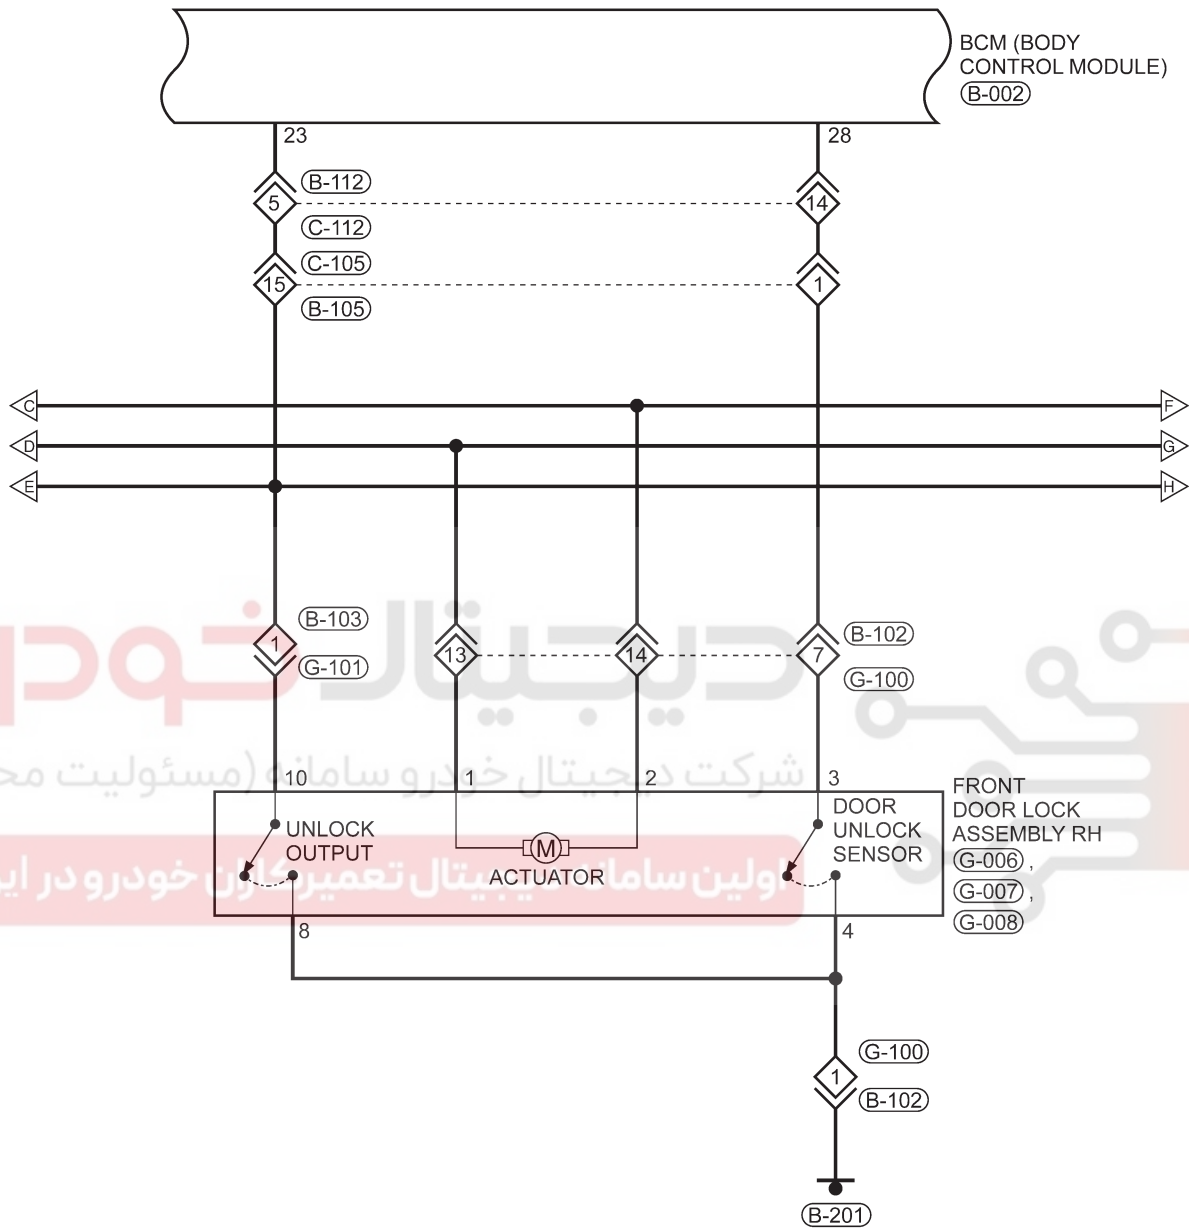 BCM (BODY
CONTROL MODULE)
B-002
23
28
B-112
5
14
C-112
C-105
15
1
B-105
C
F
D
G
E
H
B-103
1
G-101
13
14
7
B-102
G-100
دیجیتال خودرو
شرکت دیجیتال خودرو سامانه (مسئولیت
10
1
2
3
FRONT
DOOR LOCK
ASSEMBLY RH
G-006 ,
G-007 ,
G-008
UNLOCK
OUTPUT
M
ACTUATOR
DOOR
UNLOCK
SENSOR
اولین سامانه دیجیتال تعمیرکاران خودرو در
8
4
G-100
1
B-102
B-201